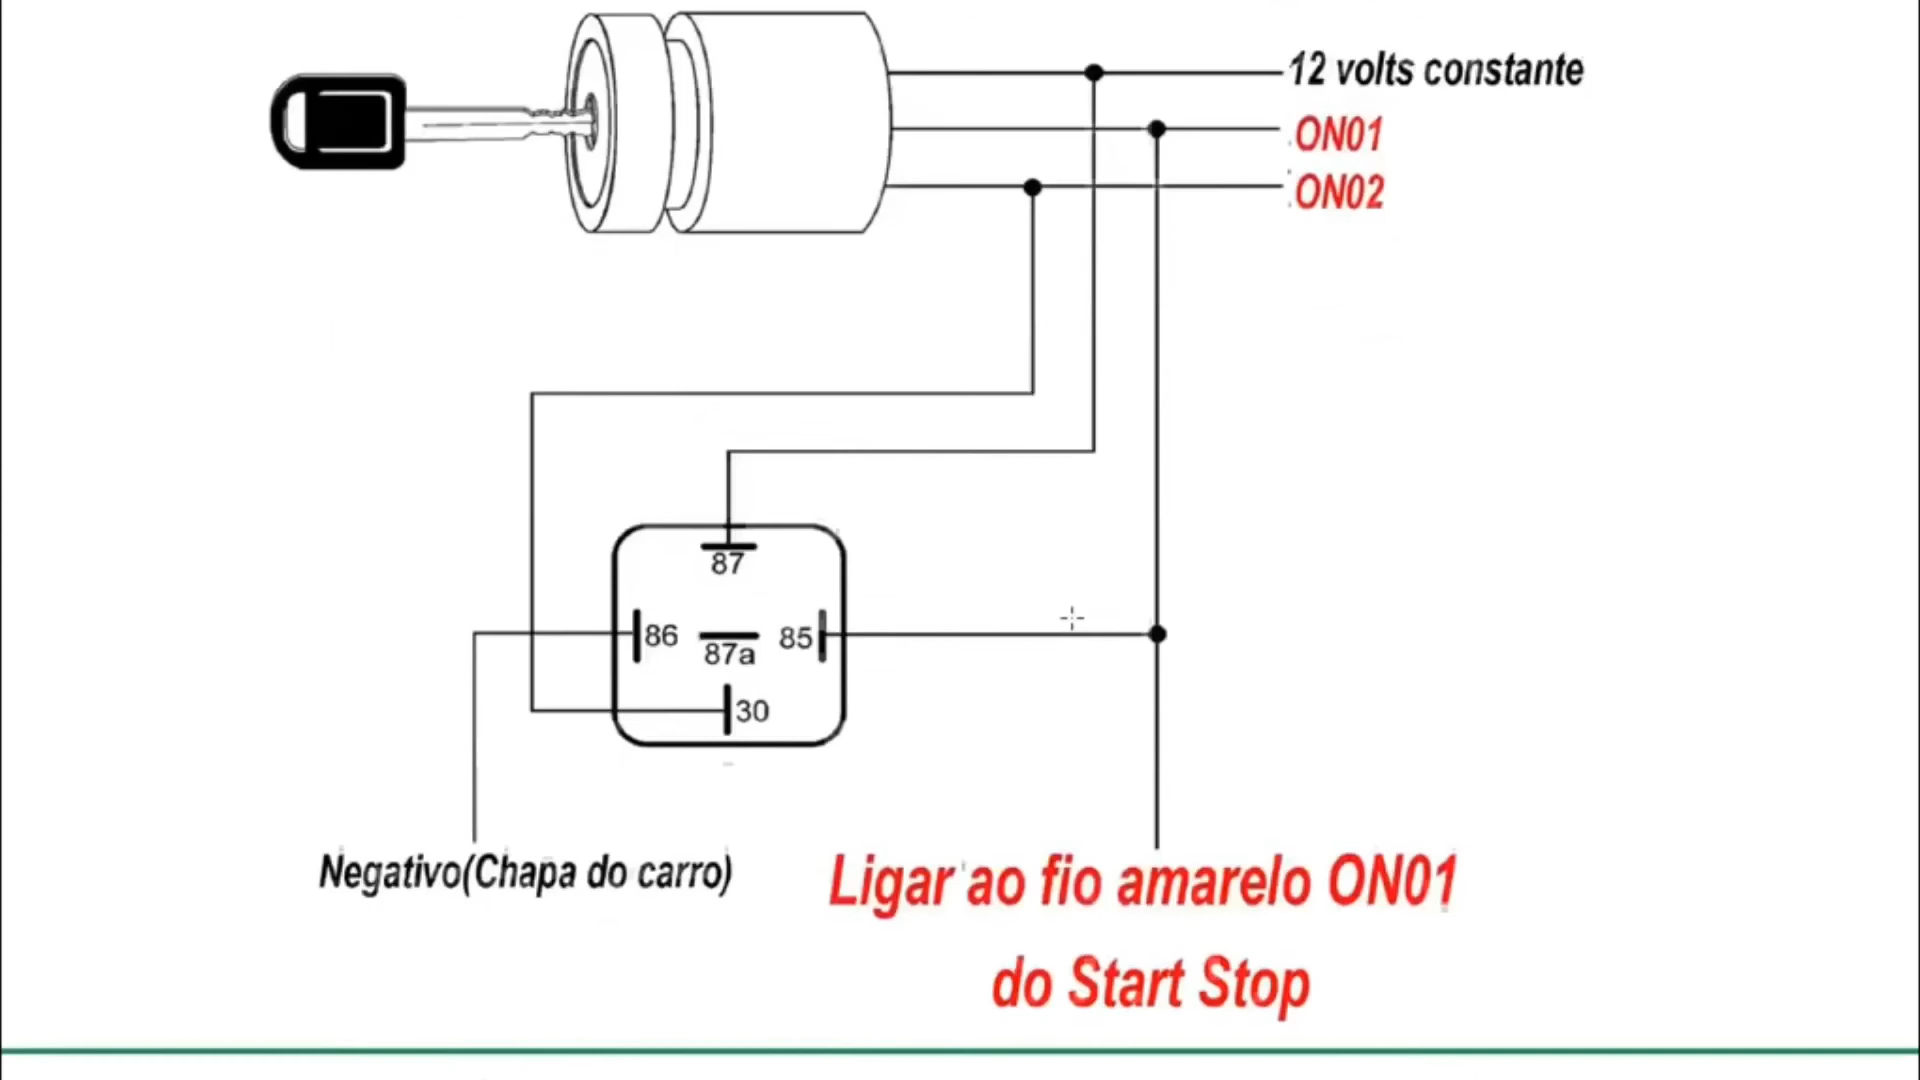 12 volts constante
ON01
ON02
87
86
87a
85
30
Negativo(Chapa do carro)
Ligar ao fio amarelo ON01
do Start Stop